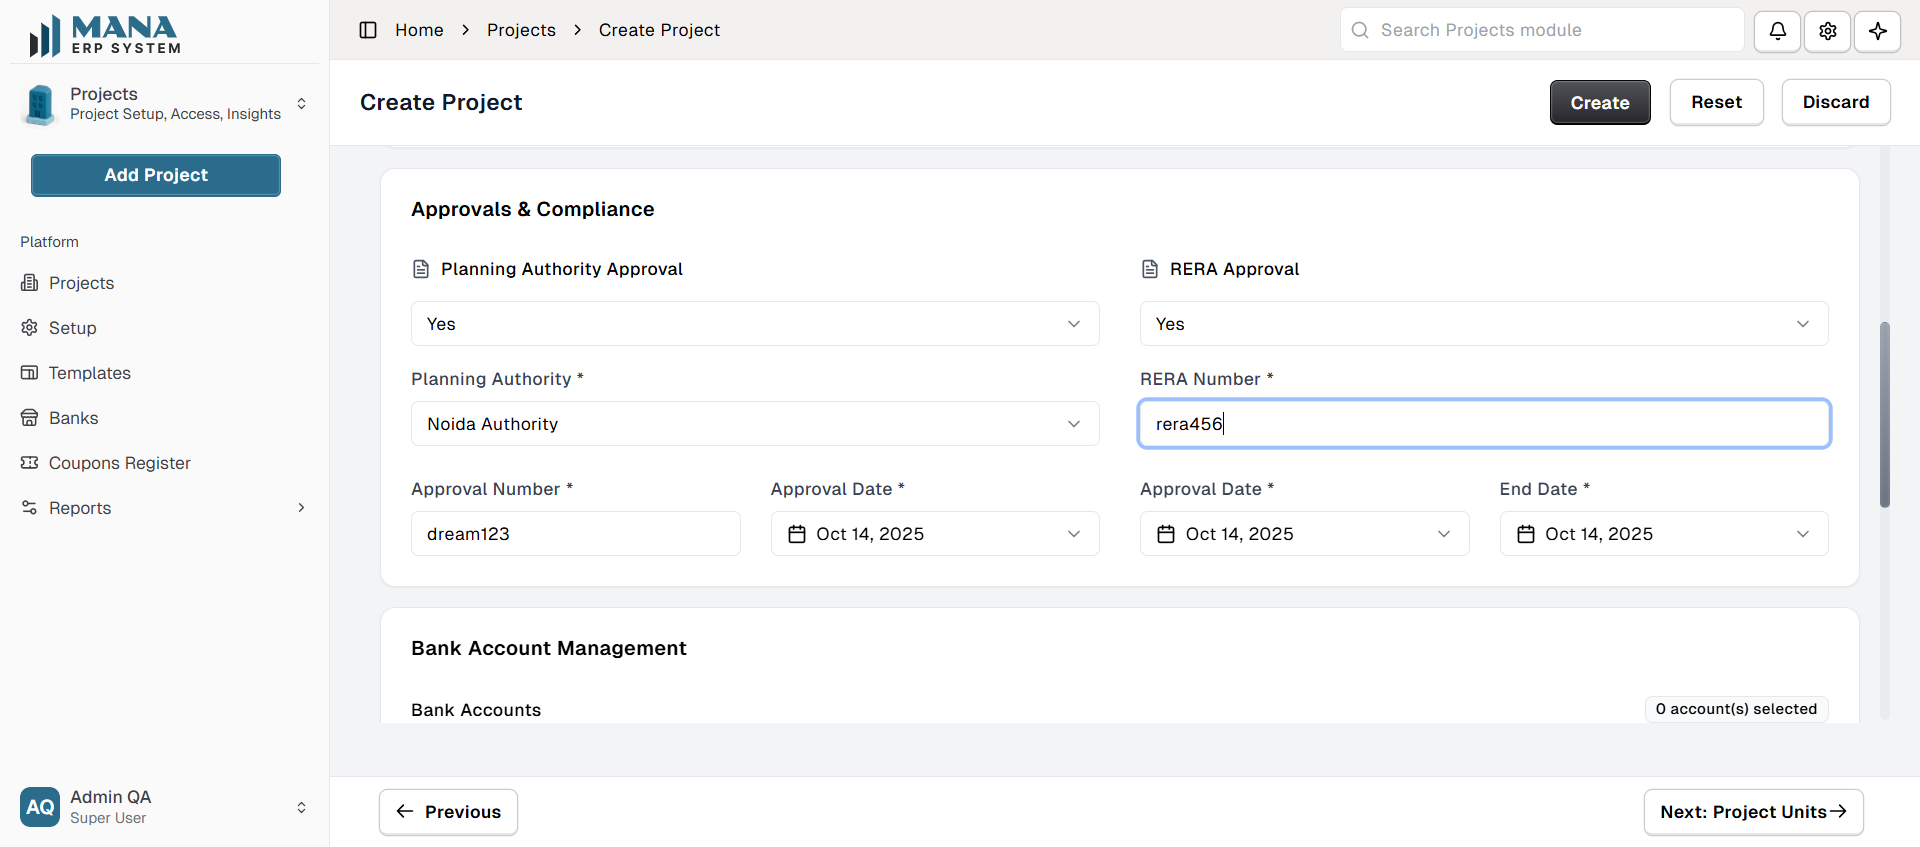 MANA
ERP SYSTEM
Home
Projects
Create Project
Search Projects module
Projects
Project Setup, Access, Insights
Add Project
Platform
Projects
Setup
Templates
Banks
Coupons Register
Reports
AQ
Admin QA
Super User
Create Project
Create
Reset
Discard
Approvals & Compliance
Planning Authority Approval
RERA Approval
Yes
Yes
Planning Authority *
RERA Number *
Noida Authority
rera456
Approval Number *
Approval Date *
Approval Date *
End Date *
dream123
Oct 14, 2025
Oct 14, 2025
Oct 14, 2025
Bank Account Management
Bank Accounts
0 account(s) selected
Previous
Next: Project Units